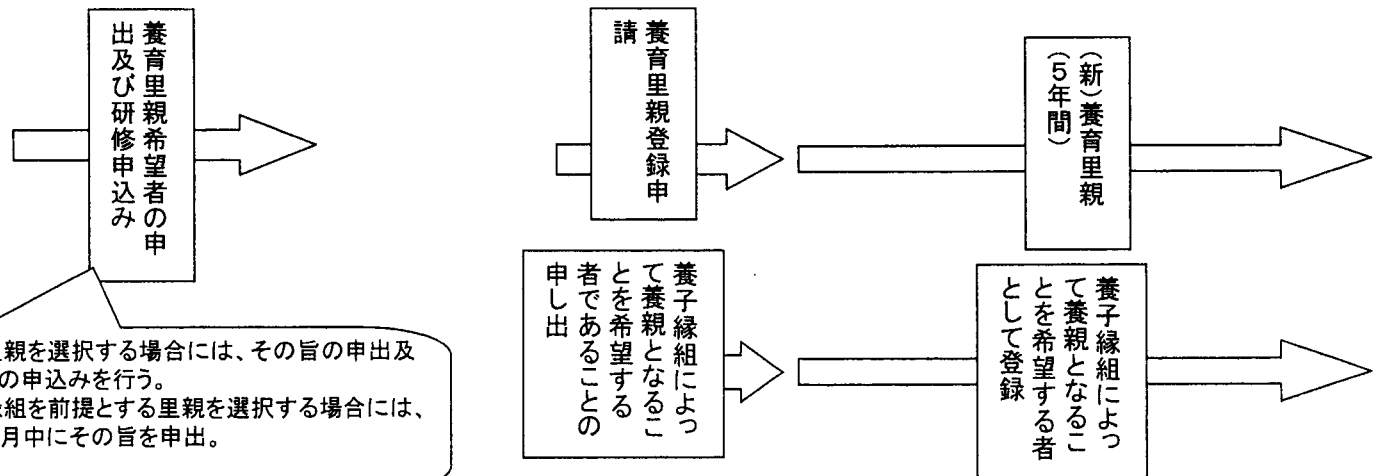 養育里親希望者の申
出及び研修申込み
養育里親登録申
請
（新）養育里親
（５年間）
養子縁組によっ
て養親となるこ
とを希望する
者であることの
申し出
養子縁組によっ
て養親となるこ
とを希望する者
として登録
親を選択する場合には、その旨の申出及
の申込みを行う。
組を前提とする里親を選択する場合には、
月中にその旨を申出。